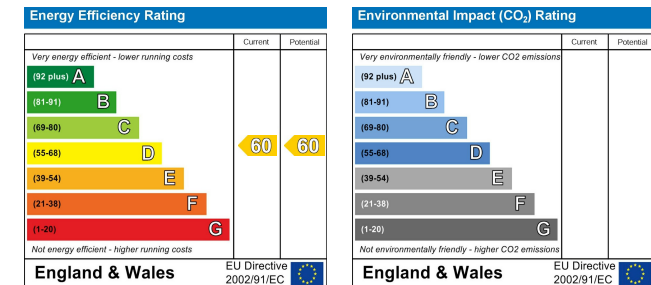 Energy Efficiency Rating
Current Potential
Very energy efficient - lower running costs
(92 plus) A
(81-91) B
(69-80) C
(55-68) D 60 60
(39-54) E
(21-38) F
(1-20) G
Not energy efficient - higher running costs
England & Wales
EU Directive
2002/91/EC
Environmental Impact (CO₂) Rating
Current Potential
Very environmentally friendly - lower CO2 emissions
(92 plus) A
(81-91) B
(69-80) C
(55-68) D
(39-54) E
(21-38) F
(1-20) G
Not environmentally friendly - higher CO2 emissions
England & Wales
EU Directive
2002/91/EC